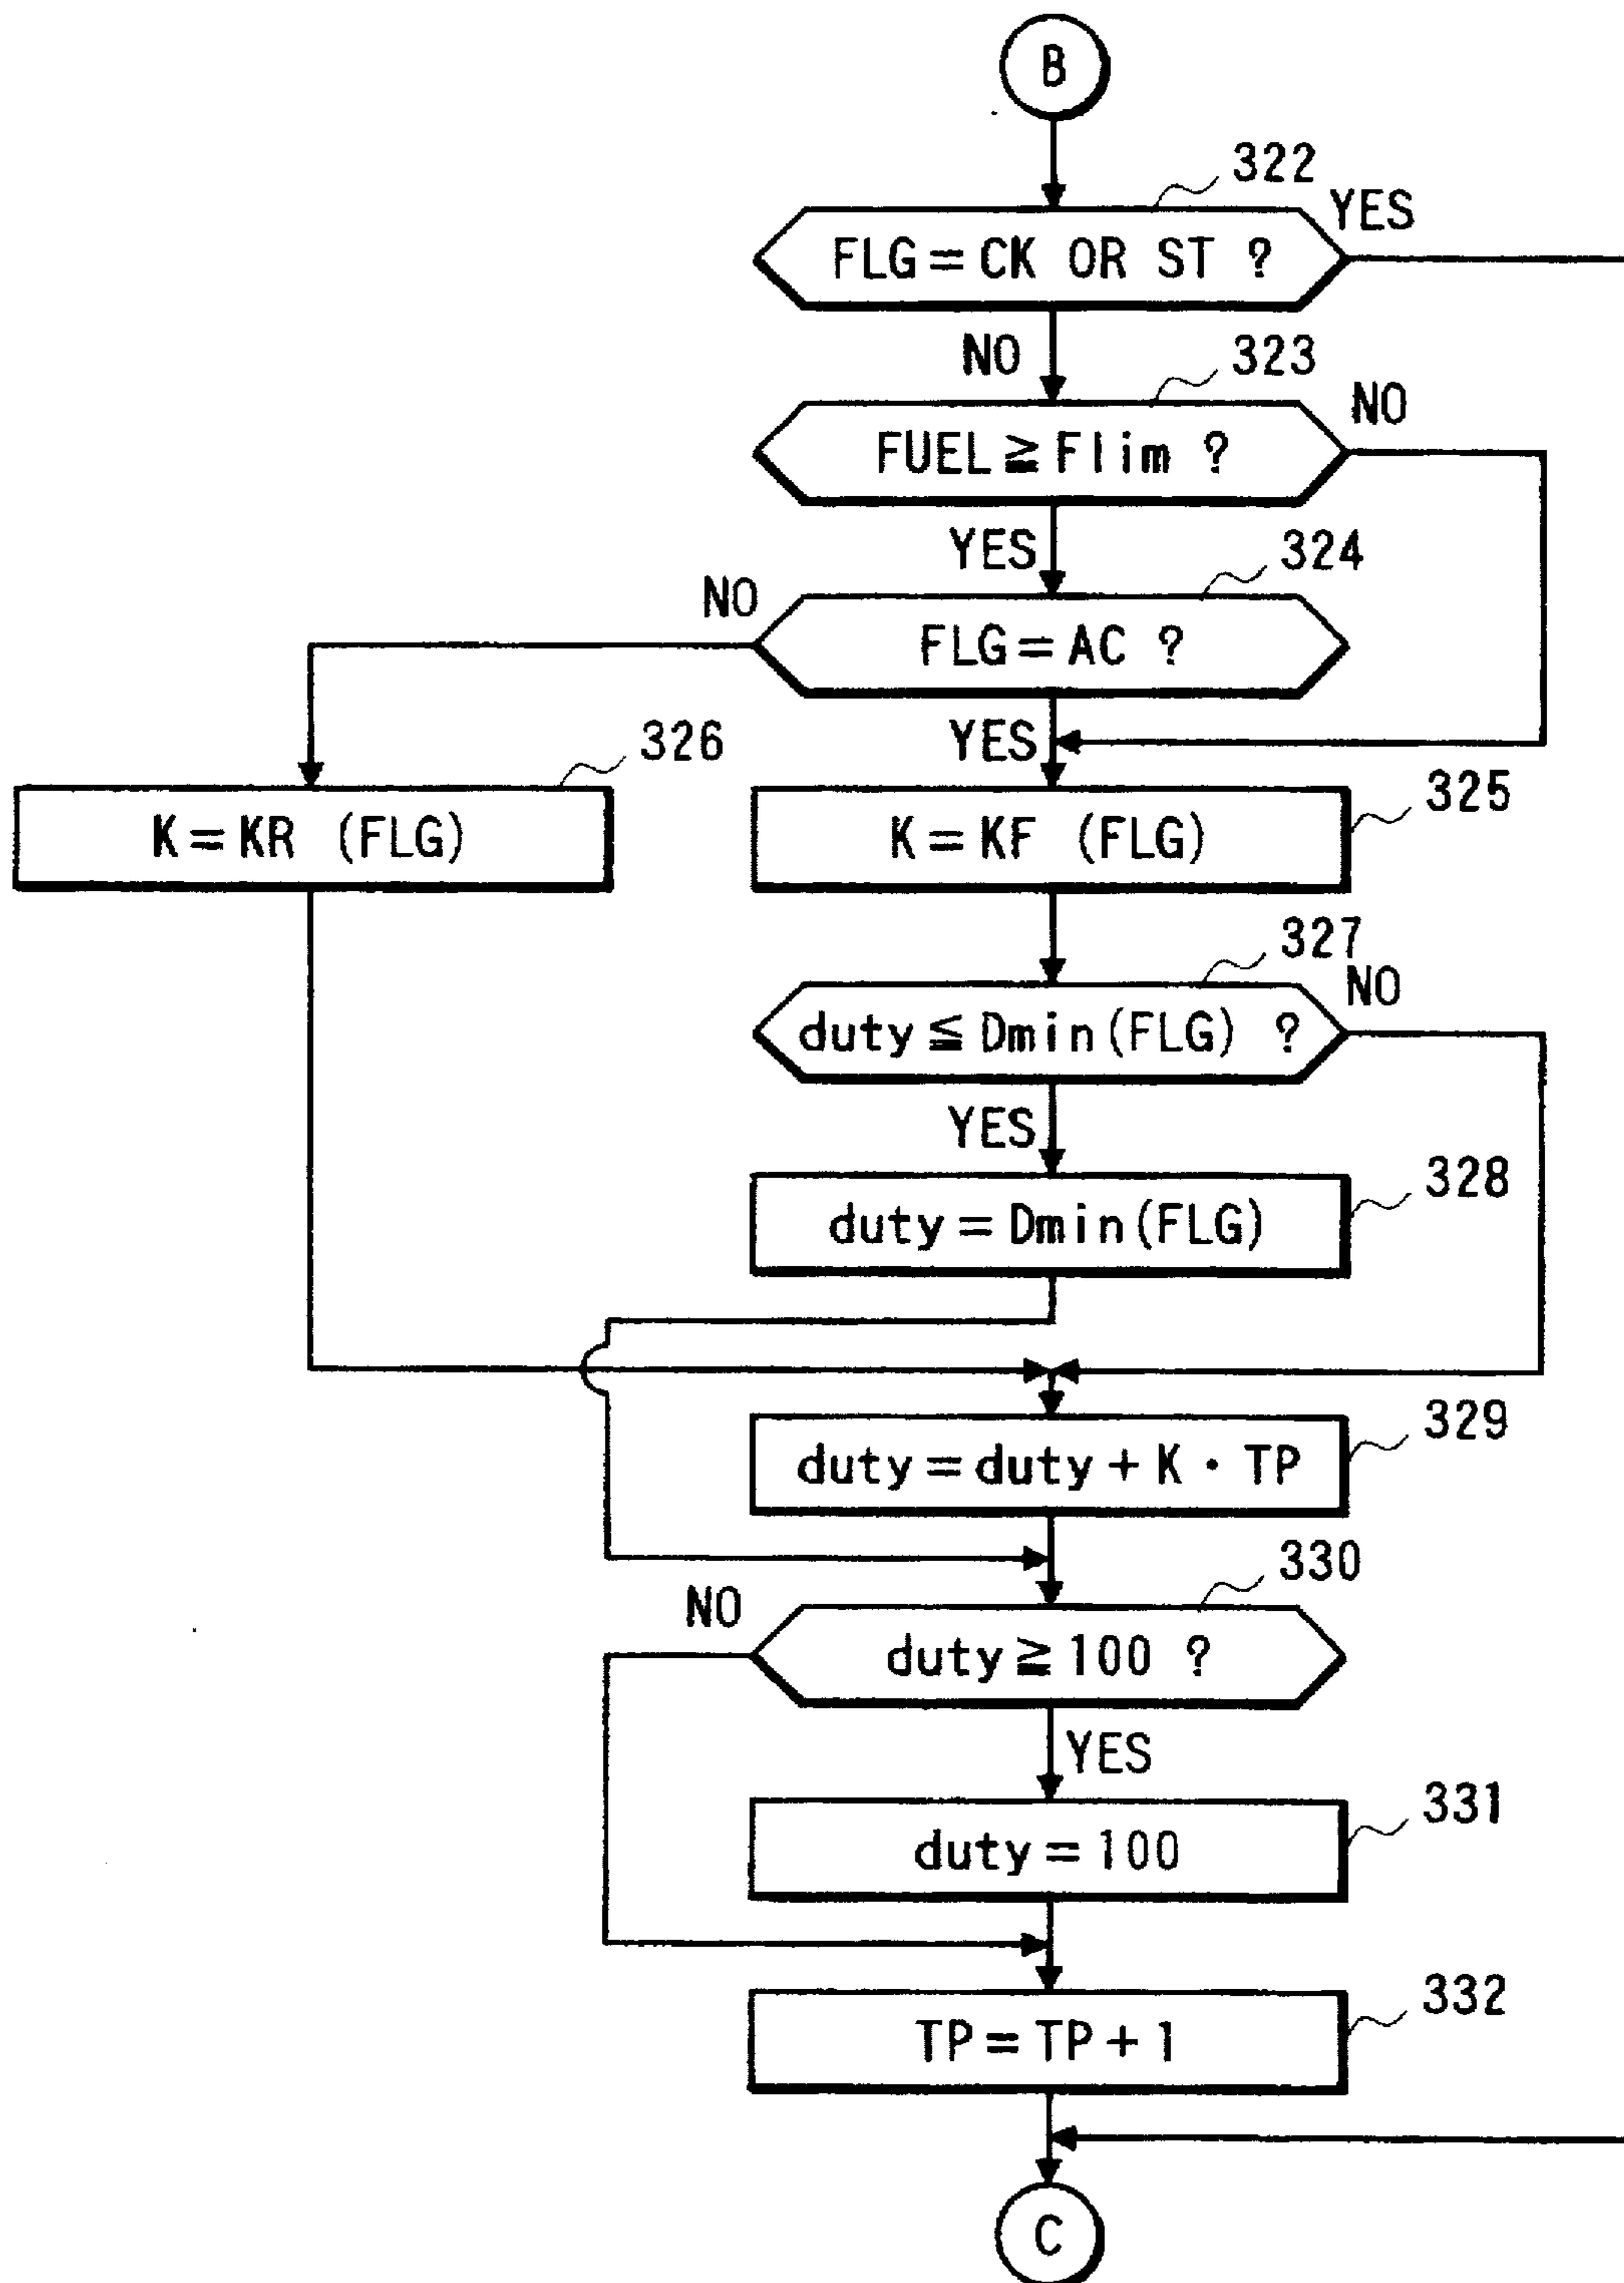 B
322
FLG=CK OR ST ?
YES
NO
323
FUEL≧Flim ?
NO
YES
324
NO
FLG=AC ?
YES
326
K=KR (FLG)
325
K=KF (FLG)
327
duty≦Dmin(FLG) ?
NO
YES
328
duty=Dmin(FLG)
329
duty=duty+K・TP
330
NO
duty≧100 ?
YES
331
duty=100
332
TP=TP+1
C